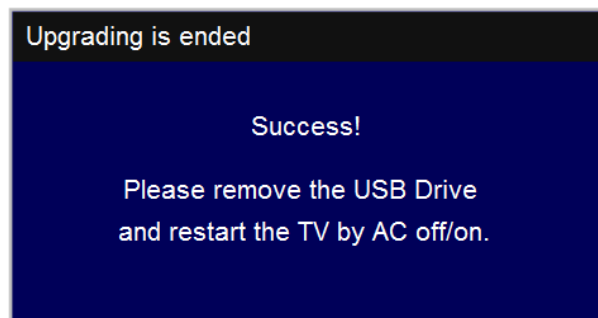 Upgrading is ended
Success!
Please remove the USB Drive
and restart the TV by AC off/on.